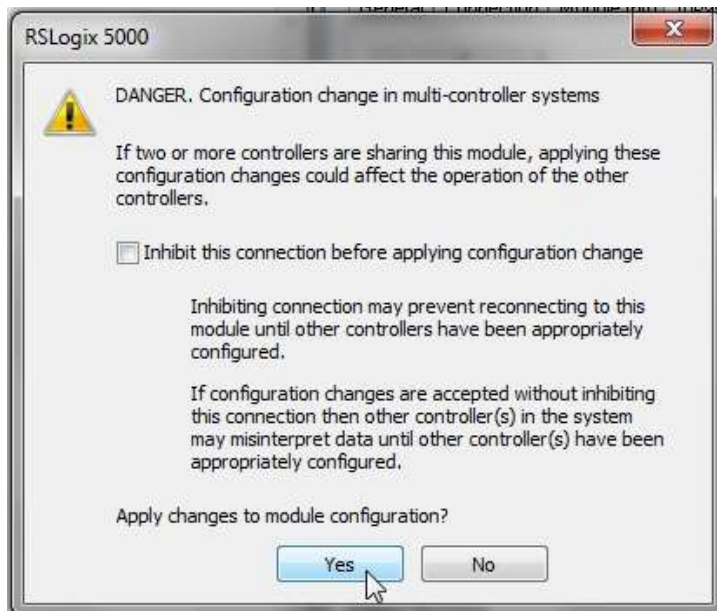 General Connection Module Info
RSLogix 5000
DANGER. Configuration change in multi-controller systems
If two or more controllers are sharing this module, applying these
configuration changes could affect the operation of the other
controllers.
Inhibit this connection before applying configuration change
Inhibiting connection may prevent reconnecting to this
module until other controllers have been appropriately
configured.
If configuration changes are accepted without inhibiting
this connection then other controller(s) in the system
may misinterpret data until other controller(s) have been
appropriately configured.
Apply changes to module configuration?
Yes
No